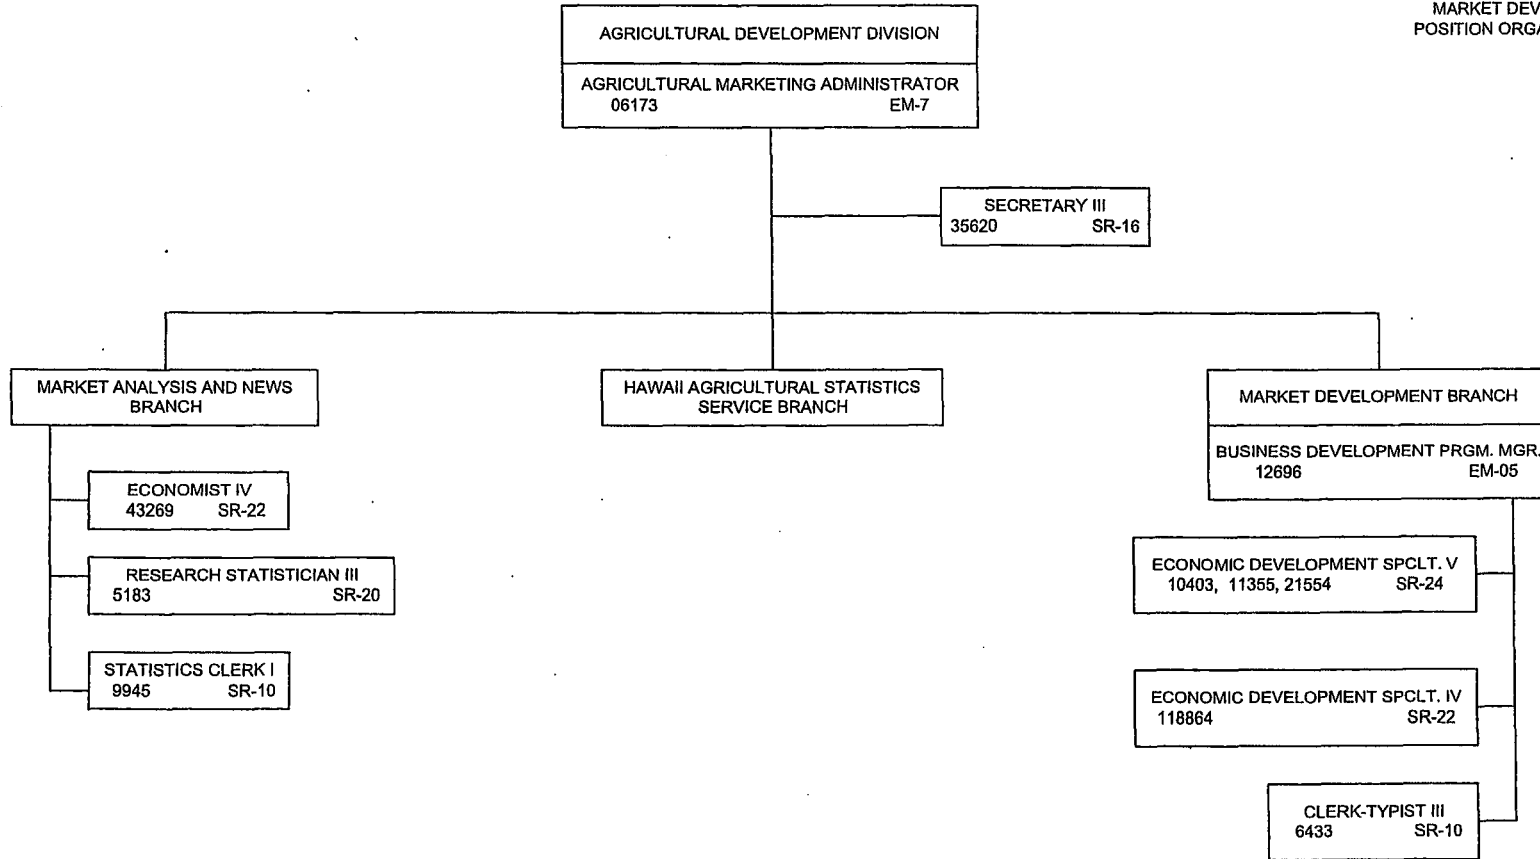 MARKET DEV
POSITION ORGA
AGRICULTURAL DEVELOPMENT DIVISION
AGRICULTURAL MARKETING ADMINISTRATOR
06173 EM-7
SECRETARY III
35620 SR-16
MARKET ANALYSIS AND NEWS
BRANCH
HAWAII AGRICULTURAL STATISTICS
SERVICE BRANCH
MARKET DEVELOPMENT BRANCH
BUSINESS DEVELOPMENT PRGM. MGR.
12696 EM-05
ECONOMIST IV
43269 SR-22
RESEARCH STATISTICIAN III
5183 SR-20
STATISTICS CLERK I
9945 SR-10
ECONOMIC DEVELOPMENT SPCLT. V
10403, 11355, 21554 SR-24
ECONOMIC DEVELOPMENT SPCLT. IV
118864 SR-22
CLERK-TYPIST III
6433 SR-10